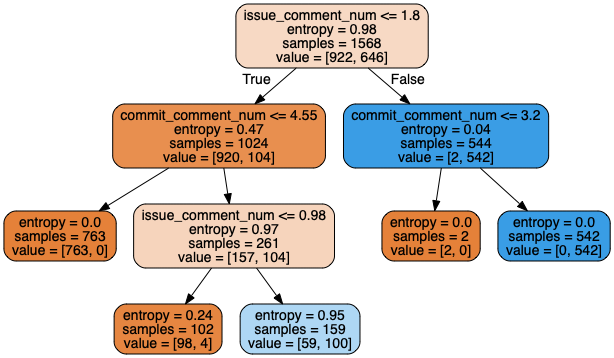 issue_comment_num <= 1.8
entropy = 0.98
samples = 1568
value = [922, 646]
True
False
commit_comment_num <= 4.55
entropy = 0.47
samples = 1024
value = [920, 104]
commit_comment_num <= 3.2
entropy = 0.04
samples = 544
value = [2, 542]
entropy = 0.0
samples = 763
value = [763, 0]
issue_comment_num <= 0.98
entropy = 0.97
samples = 261
value = [157, 104]
entropy = 0.0
samples = 2
value = [2, 0]
entropy = 0.0
samples = 542
value = [0, 542]
entropy = 0.24
samples = 102
value = [98, 4]
entropy = 0.95
samples = 159
value = [59, 100]